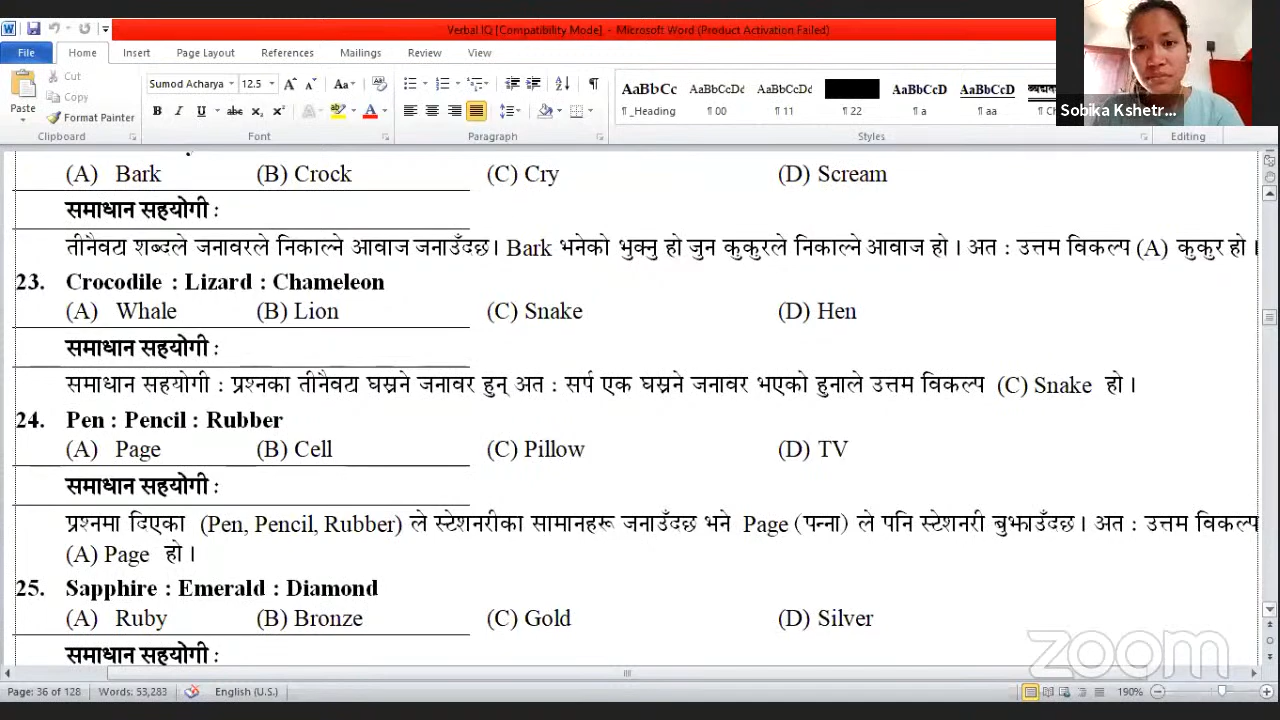 Verbal IQ [Compatibility Mode] - Microsoft Word (Product Activation Failed)
File Home Insert Page Layout References Mailings Review View
Cut
Copy
Format Painter
Paste
Clipboard
Sumod Acharya 12.5
Font
Paragraph
AaBbCc AaBbCcDd AaBbCcDd AaBbCcD AaBbCcD
¶ _Heading ¶ 00 ¶ 11 ¶ 22 ¶ a ¶ aa
Styles
Editing
Sobika Kshetr...
(A) Bark (B) Crock (C) Cry (D) Scream
समाधान सहयोगी :
तीनैवटा शब्दले जनावरले निकाल्ने आवाज जनाउँदछ। Bark भनेको भुक्नु हो जुन कुकुरले निकाल्ने आवाज हो। अत : उत्तम विकल्प (A) कुकुर हो।
23. Crocodile : Lizard : Chameleon
(A) Whale (B) Lion (C) Snake (D) Hen
समाधान सहयोगी :
समाधान सहयोगी : प्रश्नका तीनैवटा घस्रने जनावर हुन् अत : सर्प एक घस्रने जनावर भएको हुनाले उत्तम विकल्प (C) Snake हो।
24. Pen : Pencil : Rubber
(A) Page (B) Cell (C) Pillow (D) TV
समाधान सहयोगी :
प्रश्नमा दिएका (Pen, Pencil, Rubber) ले स्टेशनरीका सामानहरू जनाउँदछ भने Page (पन्ना) ले पनि स्टेशनरी बुझाउँदछ। अत : उत्तम विकल्प
(A) Page हो।
25. Sapphire : Emerald : Diamond
(A) Ruby (B) Bronze (C) Gold (D) Silver
समाधान सहयोगी :
zoom
Page: 36 of 128 Words: 53,283 English (U.S.) 190%